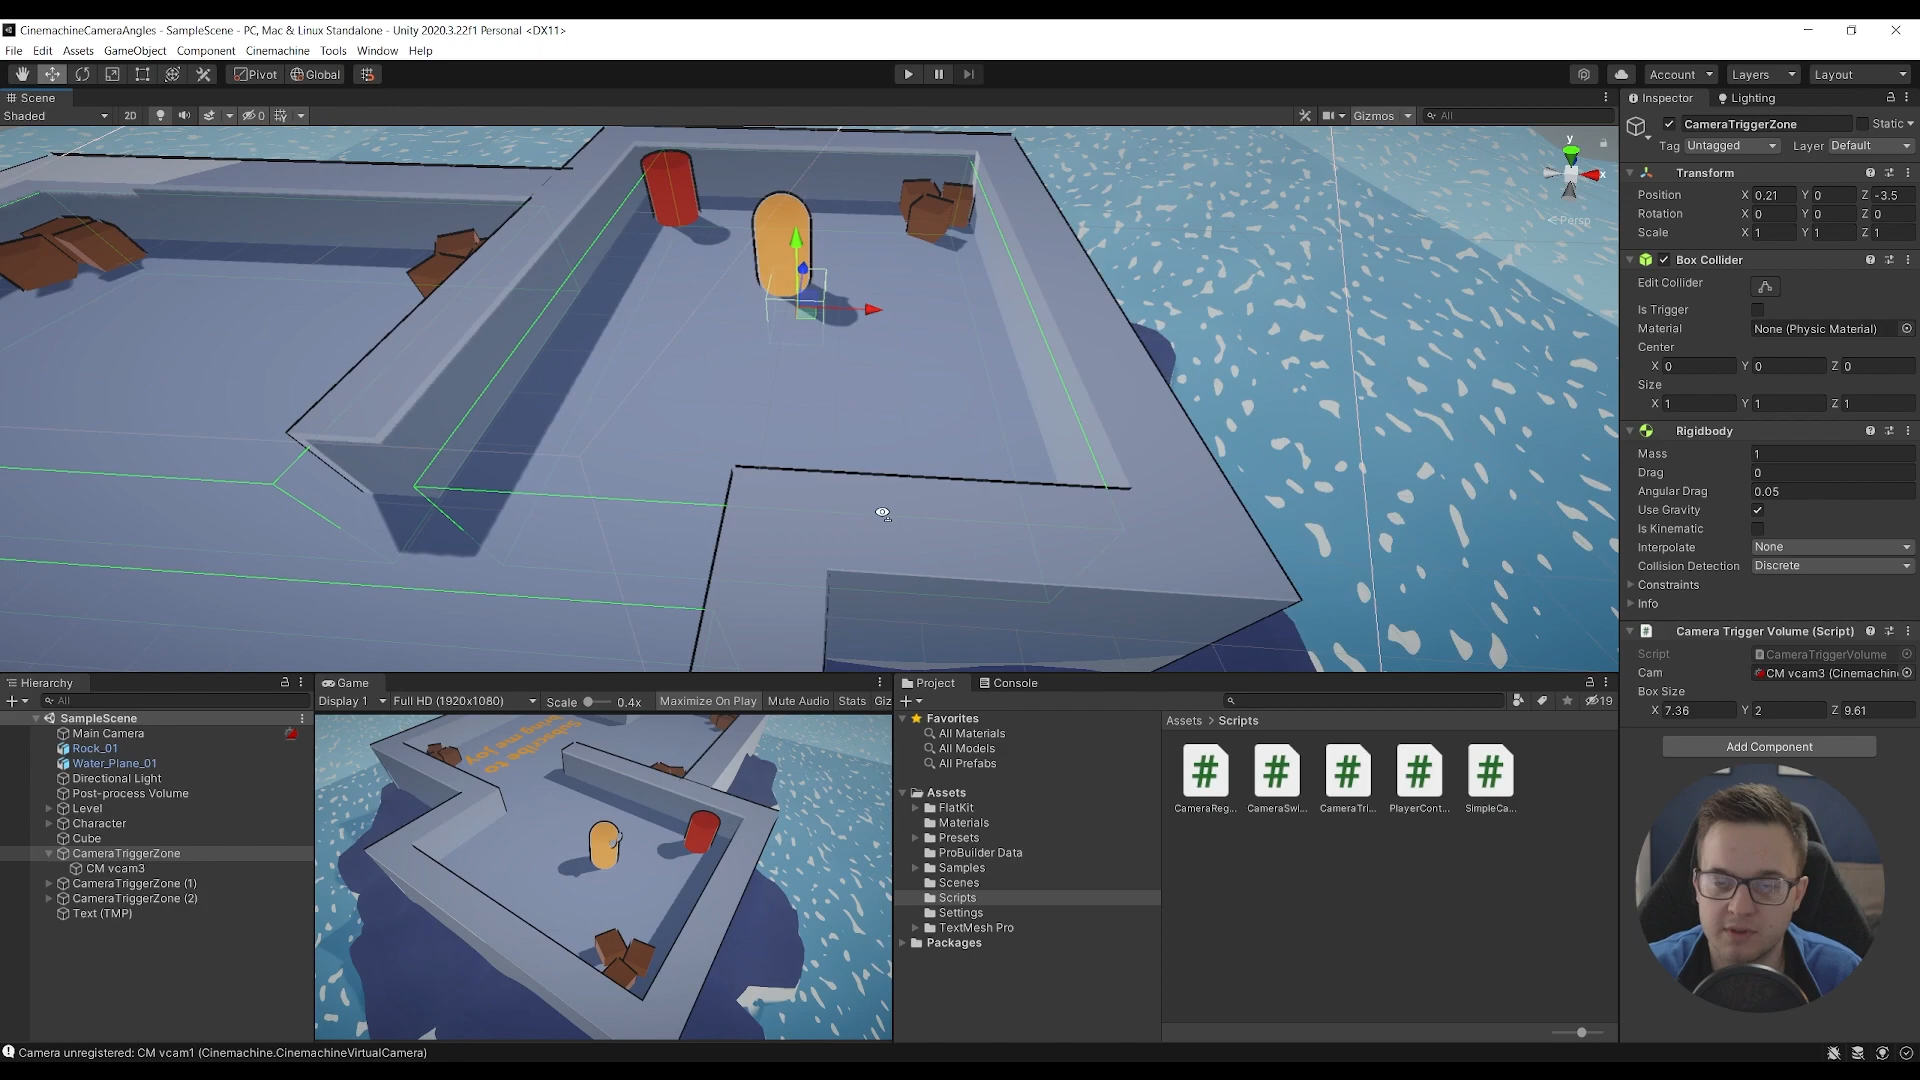 CinemachineCameraAngles - SampleScene - PC, Mac & Linux Standalone - Unity 2020.3.22f1 Personal <DX11>
File Edit Assets GameObject Component Cinemachine Tools Window Help
Pivot Global Account Layers Layout
Scene
Shaded 2D 0 Gizmos All
y
x
Persp
Inspector Lighting
CameraTriggerZone Static
Tag Untagged Layer Default
Transform
Position X 0.21 Y 0 Z -3.5
Rotation X 0 Y 0 Z 0
Scale X 1 Y 1 Z 1
Box Collider
Edit Collider
Is Trigger
Material None (Physic Material)
Center
X 0 Y 0 Z 0
Size
X 1 Y 1 Z 1
Rigidbody
Mass 1
Drag 0
Angular Drag 0.05
Use Gravity
Is Kinematic
Interpolate None
Collision Detection Discrete
Constraints
Info
Camera Trigger Volume (Script)
Script CameraTriggerVolume
Cam CM vcam3 (Cinemachin
Box Size
X 7.36 Y 2 Z 9.61
Add Component
Hierarchy
All
SampleScene
Main Camera
Rock_01
Water_Plane_01
Directional Light
Post-process Volume
Level
Character
Cube
CameraTriggerZone
CM vcam3
CameraTriggerZone (1)
CameraTriggerZone (2)
Text (TMP)
Game
Display 1 Full HD (1920x1080) Scale 0.4x Maximize On Play Mute Audio Stats Giz
Subscribe to
bring me joy
Project Console
19
Favorites
All Materials
All Models
All Prefabs
Assets
FlatKit
Materials
Presets
ProBuilder Data
Samples
Scenes
Scripts
Settings
TextMesh Pro
Packages
Assets > Scripts
CameraReg... CameraSwi... CameraTri... PlayerCont... SimpleCa...
Camera unregistered: CM vcam1 (Cinemachine.CinemachineVirtualCamera)